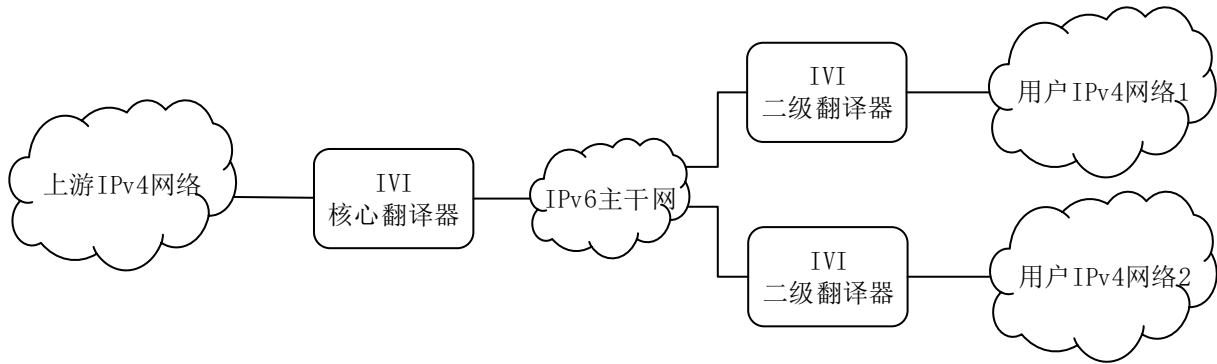 上游IPv4网络
IVI
核心翻译器
IPv6主干网
IVI
二级翻译器
用户IPv4网络1
IVI
二级翻译器
用户IPv4网络2